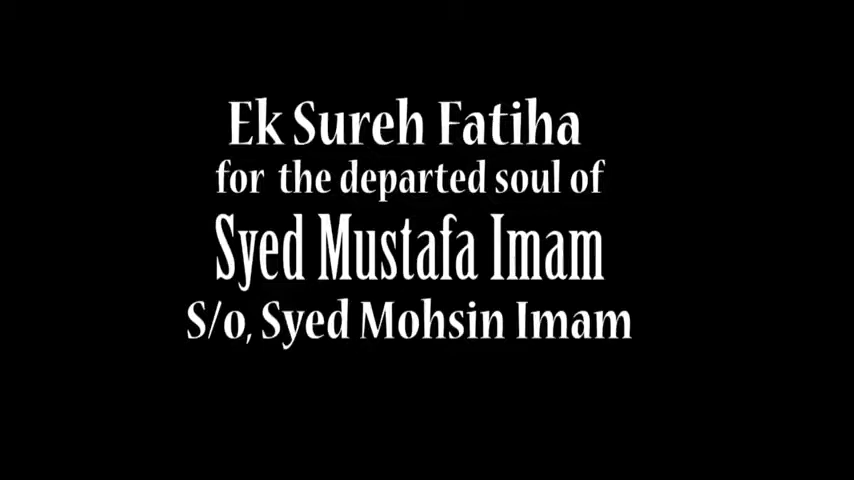 Ek Sureh Fatiha
for the departed soul of
Syed Mustafa Imam
S/o, Syed Mohsin Imam